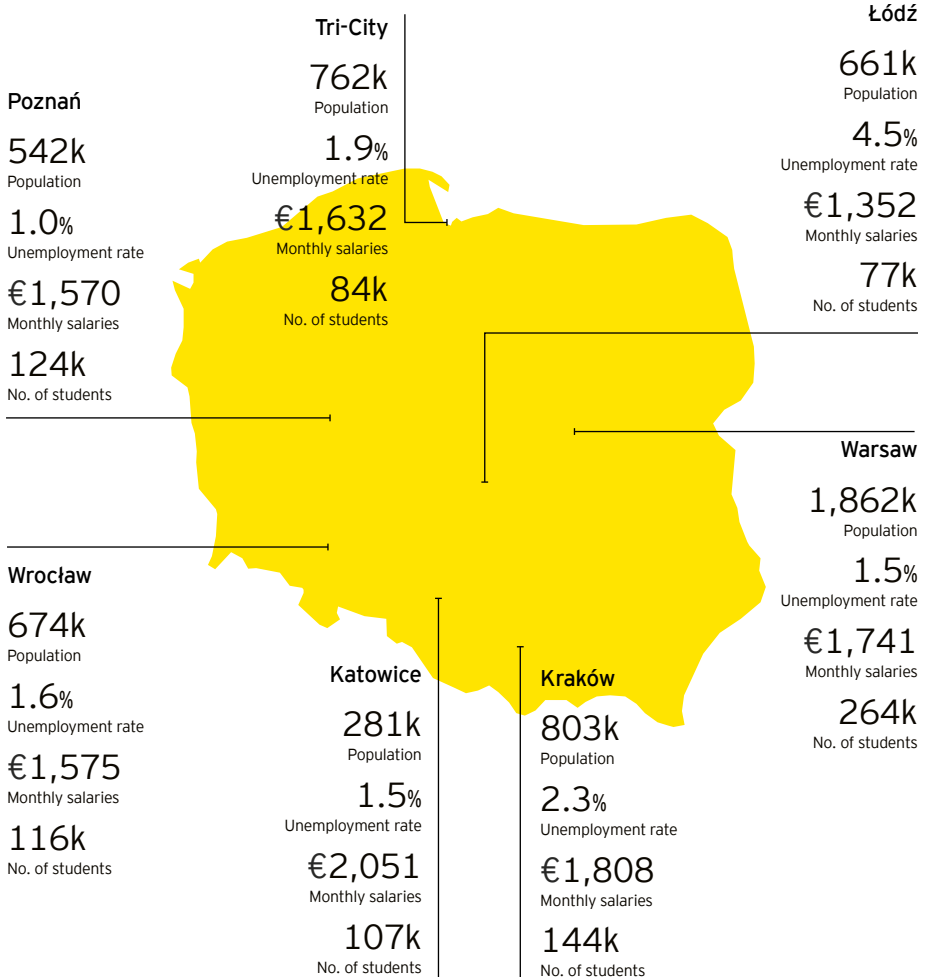 Tri-City
762k
Population
1.9%
Unemployment rate
€1,632
Monthly salaries
84k
No. of students
Łódź
661k
Population
4.5%
Unemployment rate
€1,352
Monthly salaries
77k
No. of students
Poznań
542k
Population
1.0%
Unemployment rate
€1,570
Monthly salaries
124k
No. of students
Warsaw
1,862k
Population
1.5%
Unemployment rate
€1,741
Monthly salaries
264k
No. of students
Wrocław
674k
Population
1.6%
Unemployment rate
€1,575
Monthly salaries
116k
No. of students
Katowice
281k
Population
1.5%
Unemployment rate
€2,051
Monthly salaries
107k
No. of students
Kraków
803k
Population
2.3%
Unemployment rate
€1,808
Monthly salaries
144k
No. of students